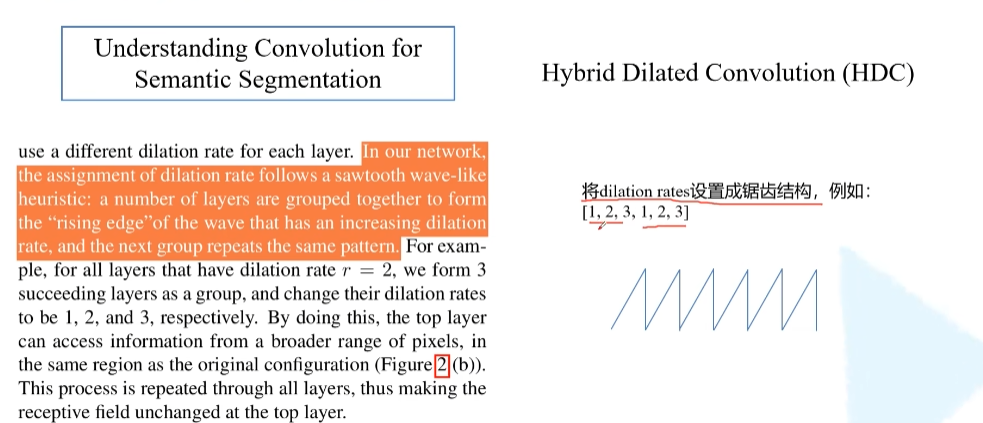 Understanding Convolution for
Semantic Segmentation
Hybrid Dilated Convolution (HDC)
use a different dilation rate for each layer. In our network,
the assignment of dilation rate follows a sawtooth wave-like
heuristic: a number of layers are grouped together to form
the “rising edge”of the wave that has an increasing dilation
rate, and the next group repeats the same pattern. For exam-
ple, for all layers that have dilation rate r = 2, we form 3
succeeding layers as a group, and change their dilation rates
to be 1, 2, and 3, respectively. By doing this, the top layer
can access information from a broader range of pixels, in
the same region as the original configuration (Figure 2 (b)).
This process is repeated through all layers, thus making the
receptive field unchanged at the top layer.
将dilation rates设置成锯齿结构，例如：
[1, 2, 3, 1, 2, 3]